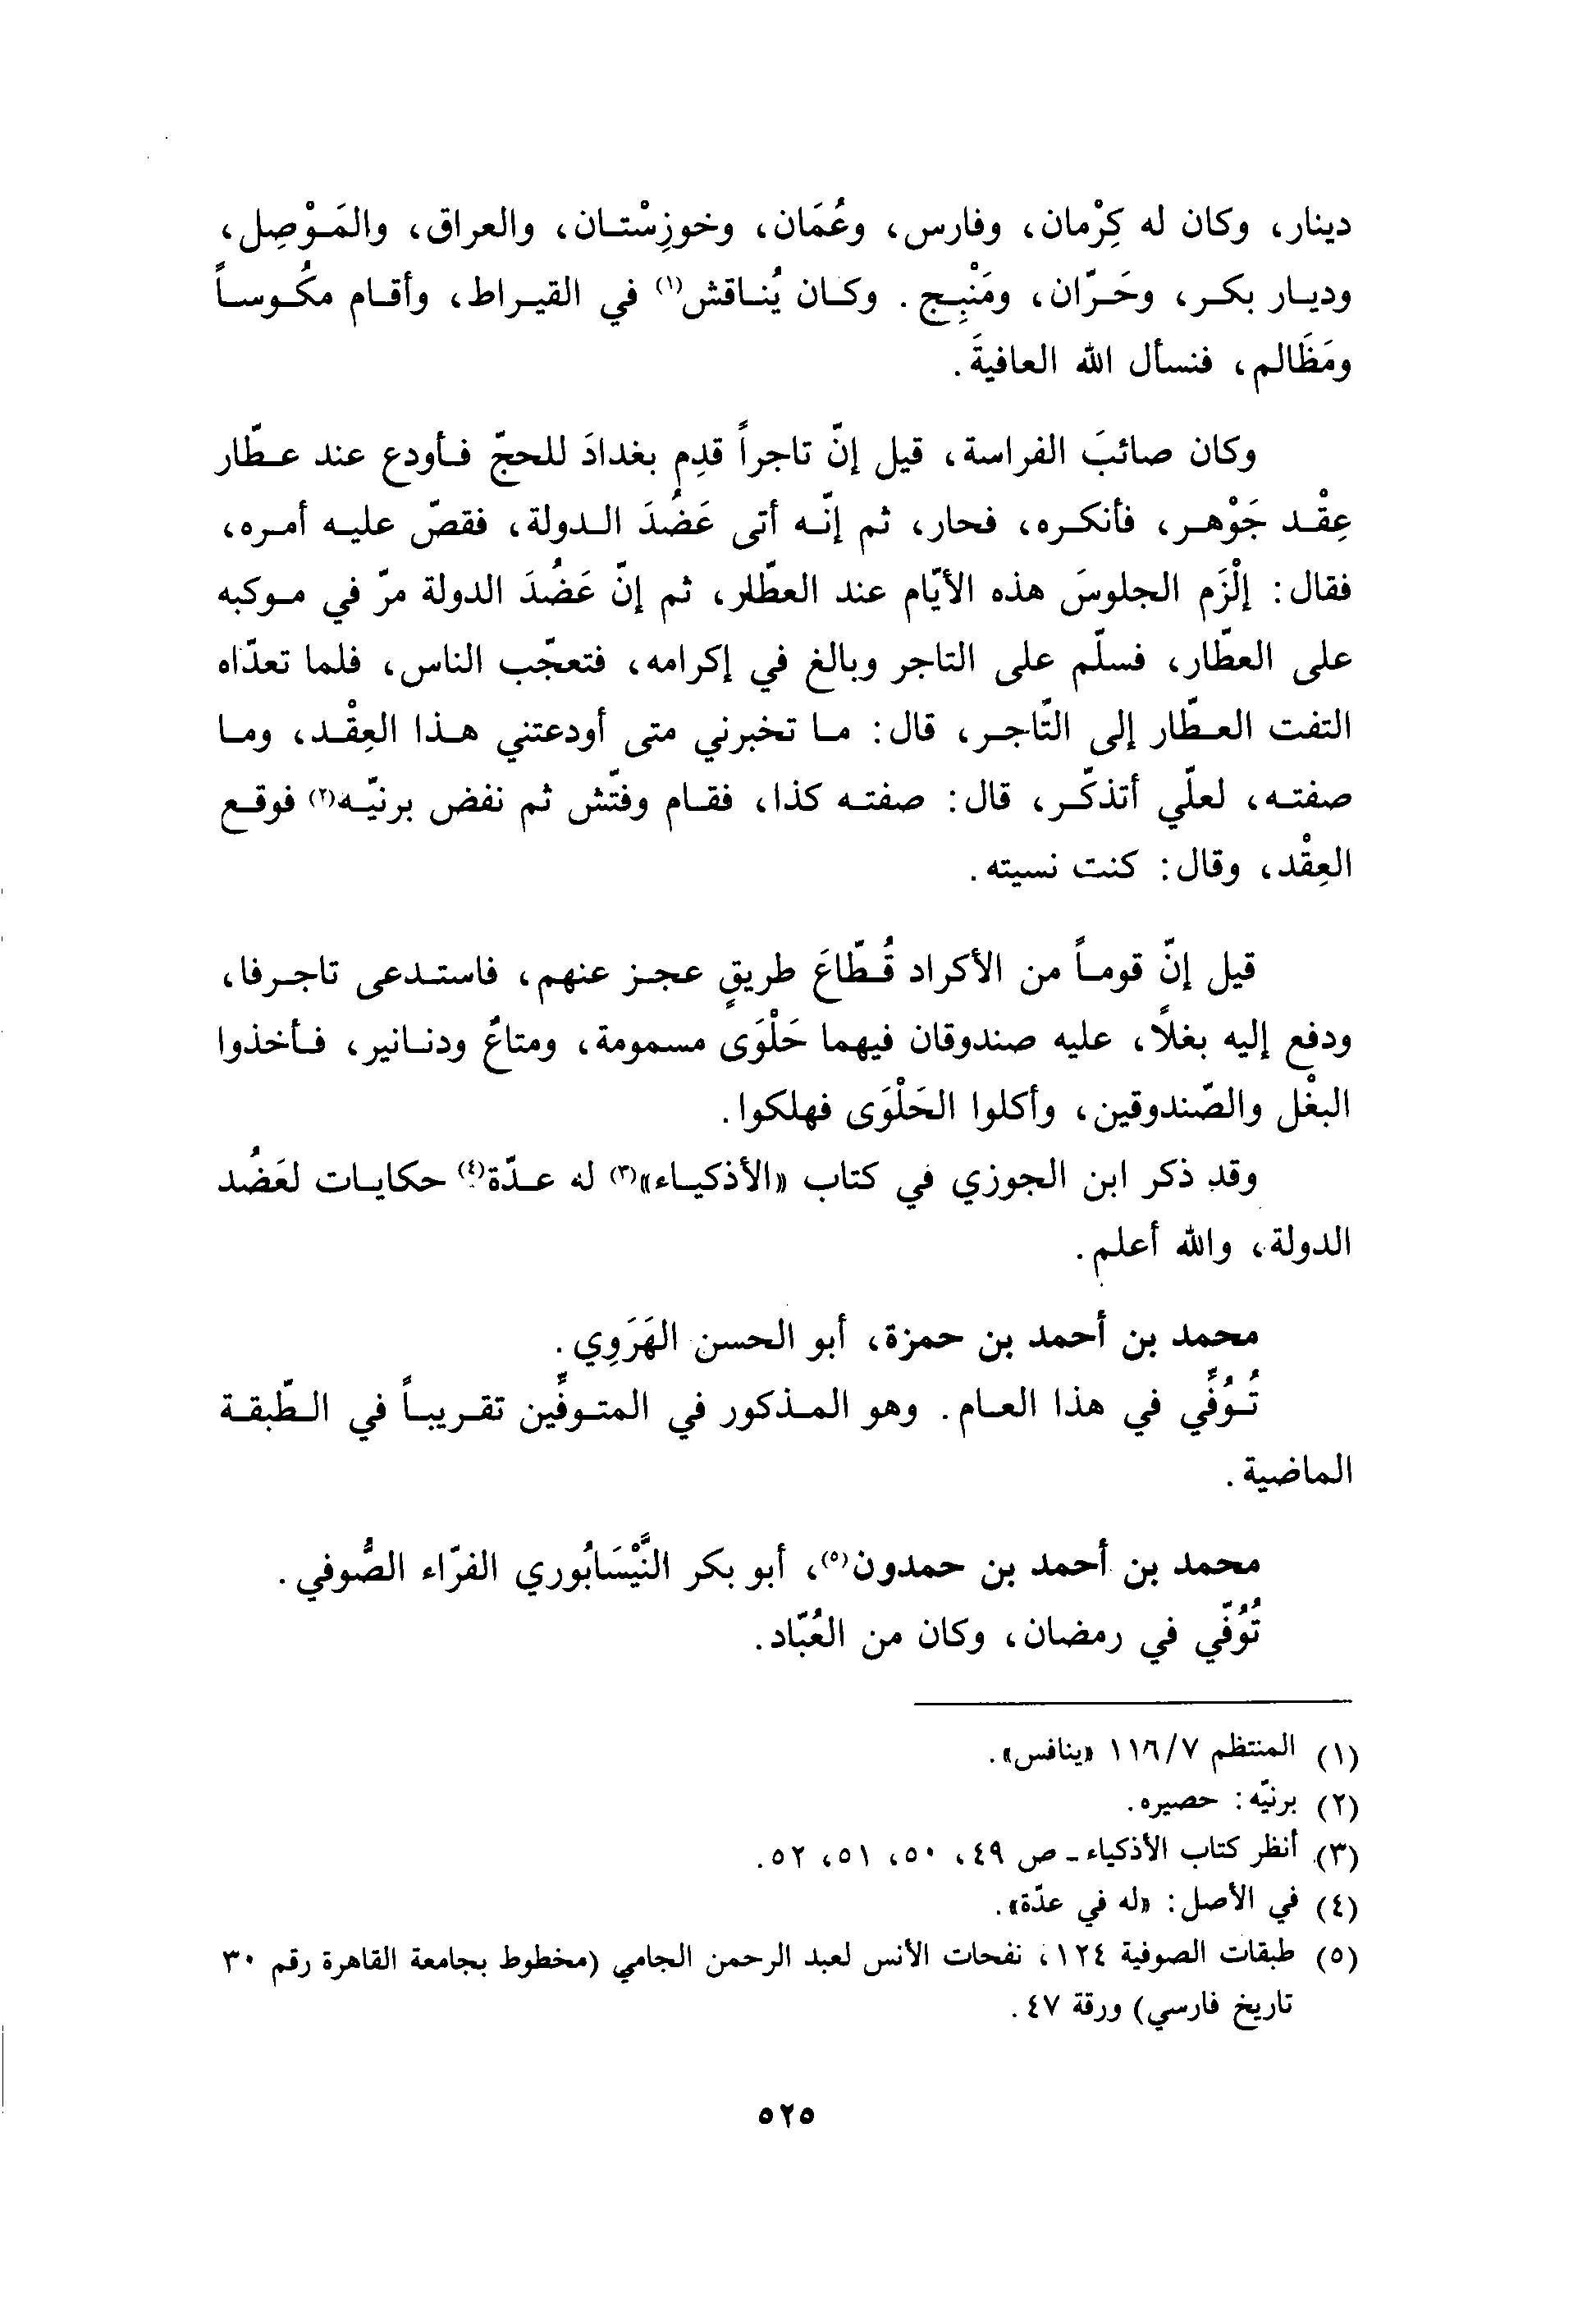 دينار، وكان له كِرْمان، وفارس، وعُمَان، وخوزِسْتان، والعراق، والمَوْصِل،
وديار بكر، وحَرّان، ومَنْبِج. وكان يُناقش(١) في القيراط، وأقام مكُوساً
ومَظَالم، فنسأل الله العافيةَ.
وكان صائبَ الفراسة، قيل إنّ تاجراً قدِم بغدادَ للحجّ فأودع عند عطّار
عِقْد جَوْهر، فأنكره، فحار، ثم إنّه أتى عَضُدَ الدولة، فقصّ عليه أمره،
فقال: إلْزَم الجلوسَ هذه الأيّام عند العطّار، ثم إنّ عَضُدَ الدولة مرّ في موكبه
على العطّار، فسلّم على التاجر وبالغ في إكرامه، فتعجّب الناس، فلما تعدّاه
التفت العطّار إلى التّاجر، قال: ما تخبرني متى أودعتني هذا العِقْد، وما
صفته، لعلّي أتذكّر، قال: صفته كذا، فقام وفتّش ثم نفض برنيّه(٢) فوقع
العِقْد، وقال: كنت نسيته.
قيل إنّ قوماً من الأكراد قُطّاعَ طريقٍ عجز عنهم، فاستدعى تاجرفا،
ودفع إليه بغلاً، عليه صندوقان فيهما حَلْوَى مسمومة، ومتاعٌ ودنانير، فأخذوا
البغْل والصّندوقين، وأكلوا الحَلْوَى فهلكوا.
وقد ذكر ابن الجوزي في كتاب «الأذكياء»(٣) له عدّة(٤) حكايات لعَضُد
الدولة، والله أعلم.
محمد بن أحمد بن حمزة، أبو الحسن الهَرَوِي.
تُوُفِّي في هذا العام. وهو المذكور في المتوفِّين تقريباً في الطّبقة
الماضية.
محمد بن أحمد بن حمدون(٥)، أبو بكر النَّيْسَابُوري الفرّاء الصُّوفي.
تُوُفّي في رمضان، وكان من العُبّاد.
(١) المنتظم ١١٦/٧ «ينافس».
(٢) برنيّه: حصيره.
(٣) أنظر كتاب الأذكياء - ص ٤٩، ٥٠، ٥١، ٥٢.
(٤) في الأصل: «له في عدّة».
(٥) طبقات الصوفية ١٢٤، نفحات الأنس لعبد الرحمن الجامي (مخطوط بجامعة القاهرة رقم ٣٠
تاريخ فارسي) ورقة ٤٧.
٥٢٥